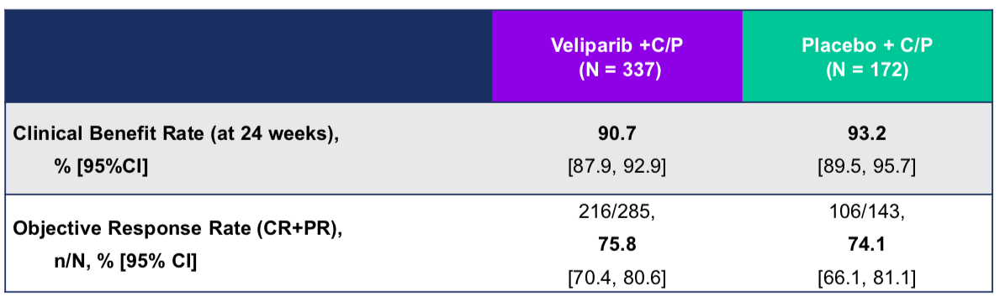 Veliparib +C/P
(N = 337)
Placebo + C/P
(N = 172)
Clinical Benefit Rate (at 24 weeks),
% [95%CI]
90.7
[87.9, 92.9]
93.2
[89.5, 95.7]
Objective Response Rate (CR+PR),
n/N, % [95% CI]
216/285,
75.8
[70.4, 80.6]
106/143,
74.1
[66.1, 81.1]